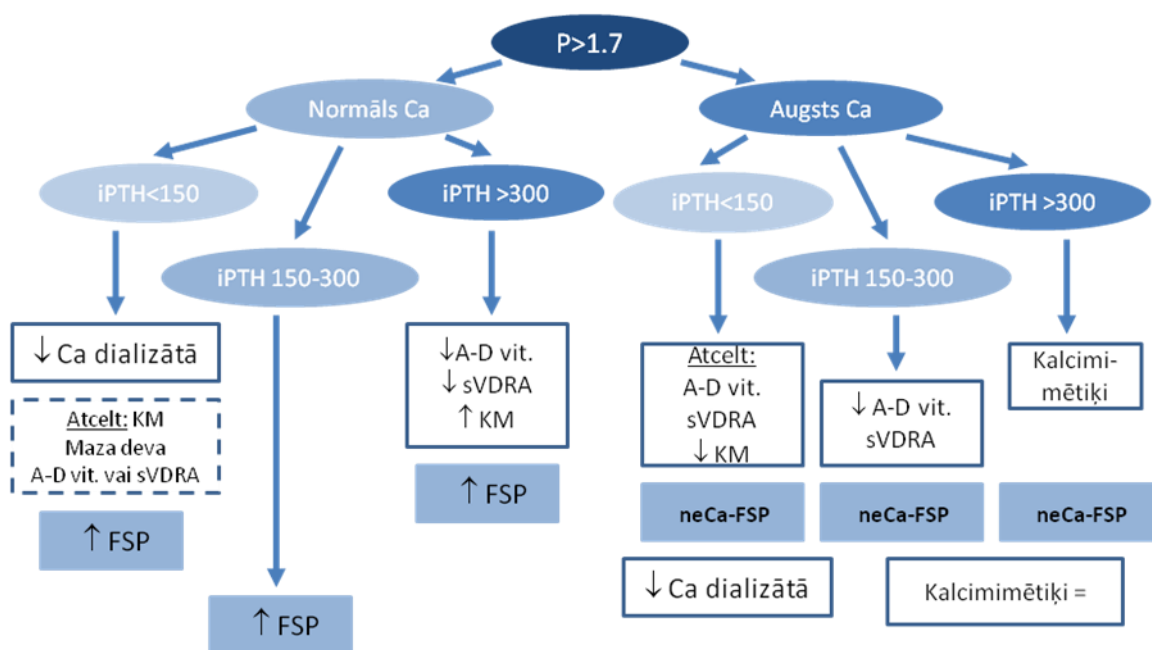 P>1.7
Normāls Ca
Augsts Ca
iPTH<150
iPTH >300
iPTH<150
iPTH >300
iPTH 150-300
iPTH 150-300
↓ Ca dializātā
Atcelt: KM
Maza deva
A-D vit. vai sVDRA
↑ FSP
↑ FSP
↓A-D vit.
↓ sVDRA
↑ KM
↑ FSP
Atcelt:
A-D vit.
sVDRA
↓ KM
neCa-FSP
↓ Ca dializātā
↓ A-D vit.
sVDRA
neCa-FSP
Kalcimi-
mētiķi
neCa-FSP
Kalcimimētiķi =